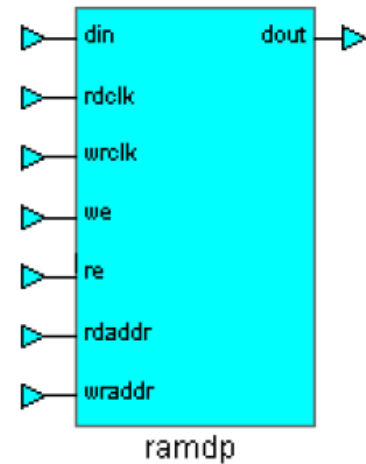 din dout
rdclk
wrclk
we
re
rdaddr
wraddr
ramdp